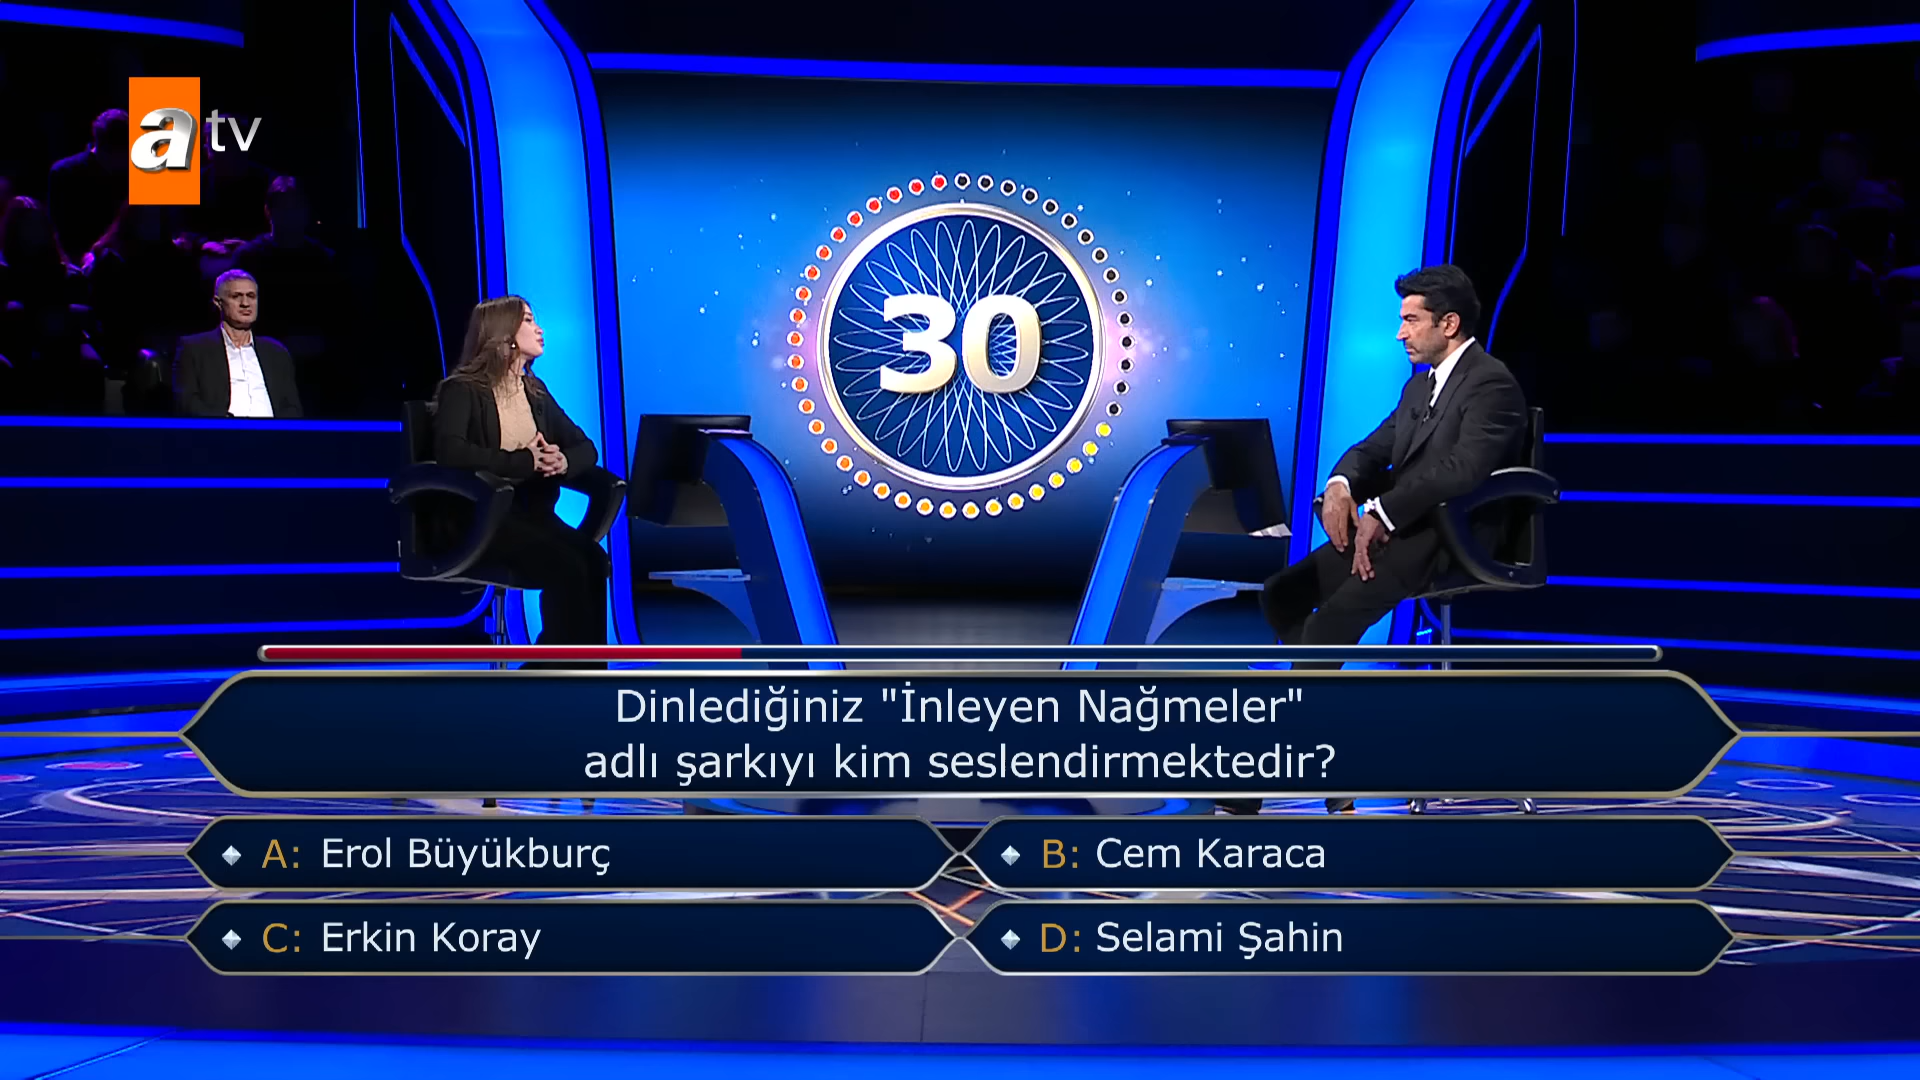 atv
30
Dinlediğiniz "İnleyen Nağmeler"
adlı şarkıyı kim seslendirmektedir?
A: Erol Büyükburç
B: Cem Karaca
C: Erkin Koray
D: Selami Şahin